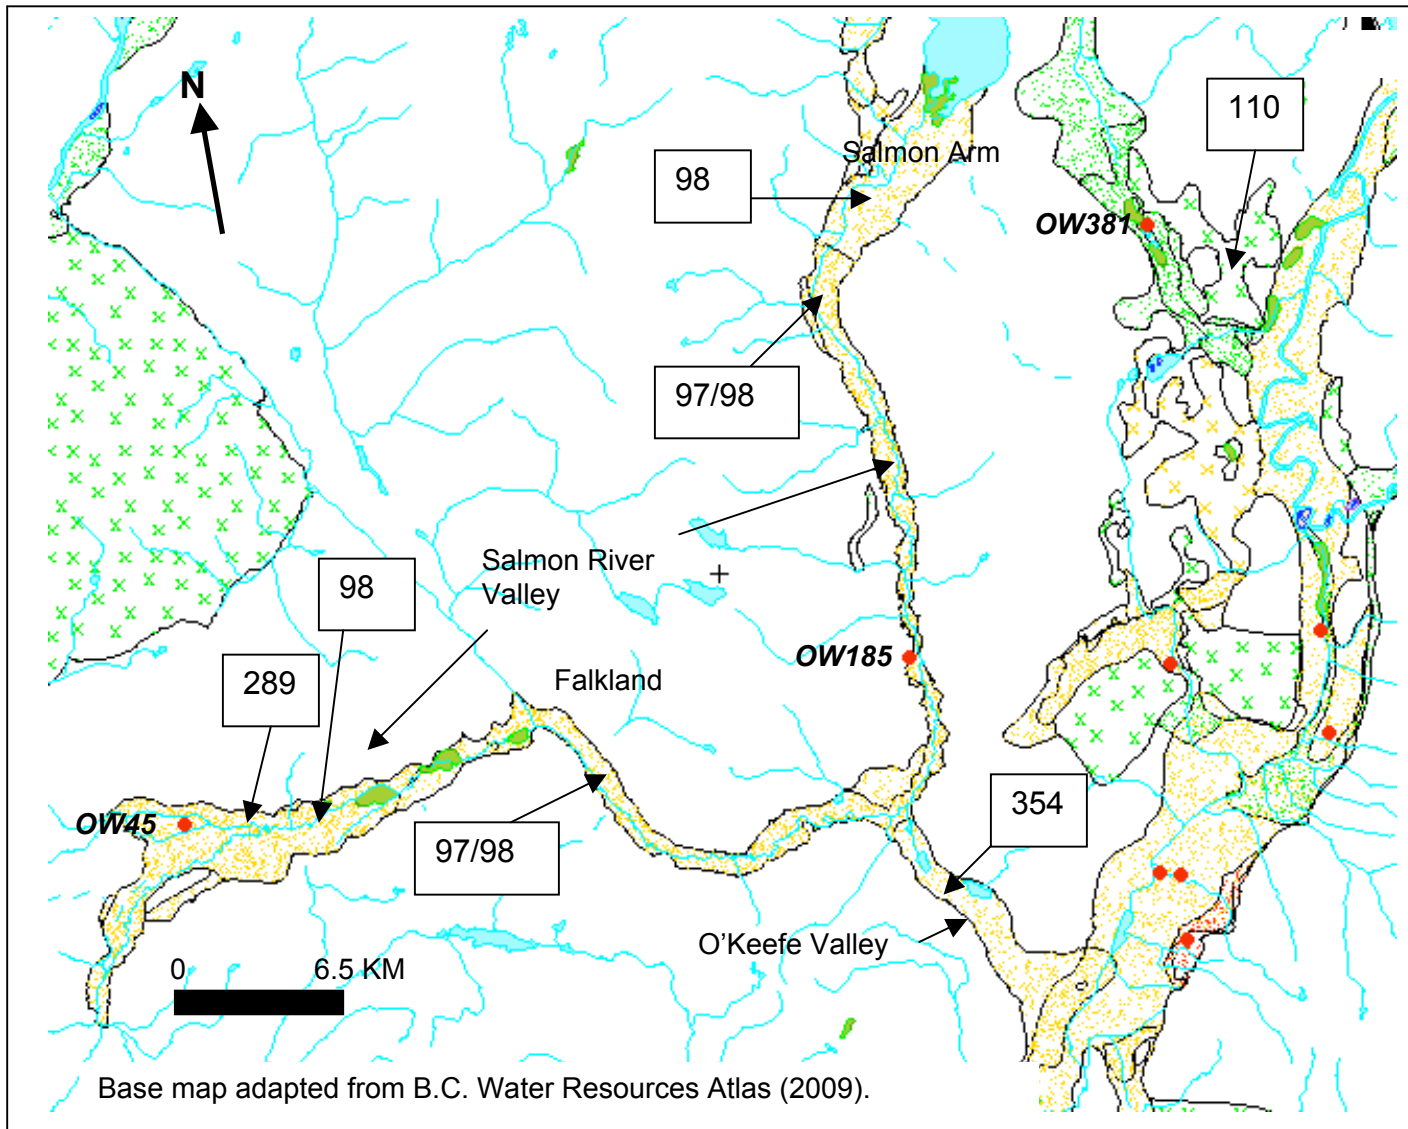 N
110
Salmon Arm
98
OW381
97/98
Salmon River
Valley
98
OW185
289
Falkland
354
OW45
97/98
O'Keefe Valley
0 6.5 KM
Base map adapted from B.C. Water Resources Atlas (2009).